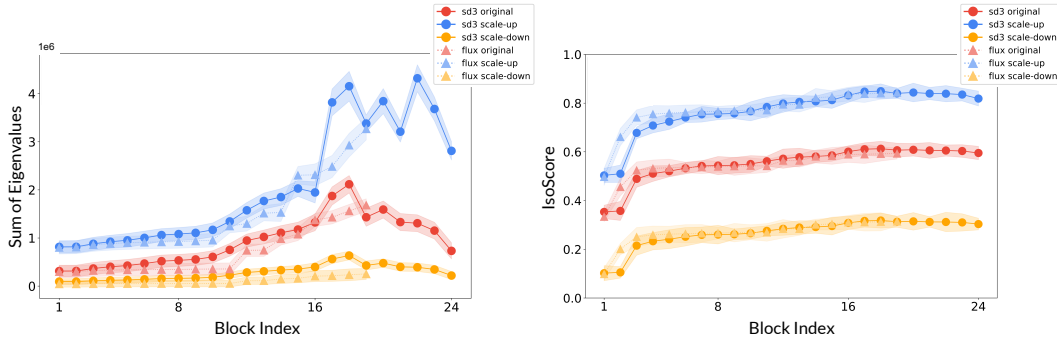 sd3 original
sd3 scale-up
sd3 scale-down
flux original
flux scale-up
flux scale-down
1e6
4
3
2
1
0
Sum of Eigenvalues
1 8 16 24
Block Index
sd3 original
sd3 scale-up
sd3 scale-down
flux original
flux scale-up
flux scale-down
1.0
0.8
0.6
0.4
0.2
0.0
IsoScore
1 8 16 24
Block Index